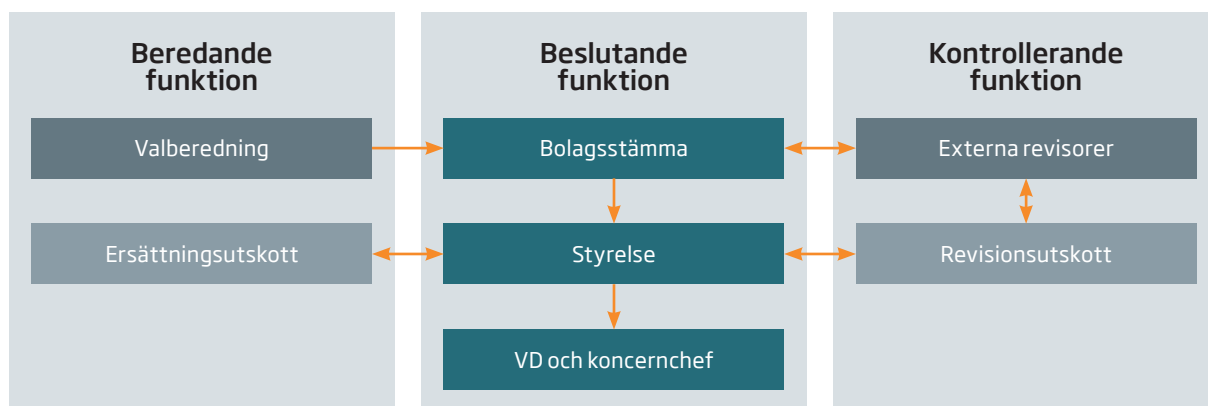 Beredande
funktion
Valberedning
Ersättningsutskott
Beslutande
funktion
Bolagsstämma
Styrelse
VD och koncernchef
Kontrollerande
funktion
Externa revisorer
Revisionsutskott